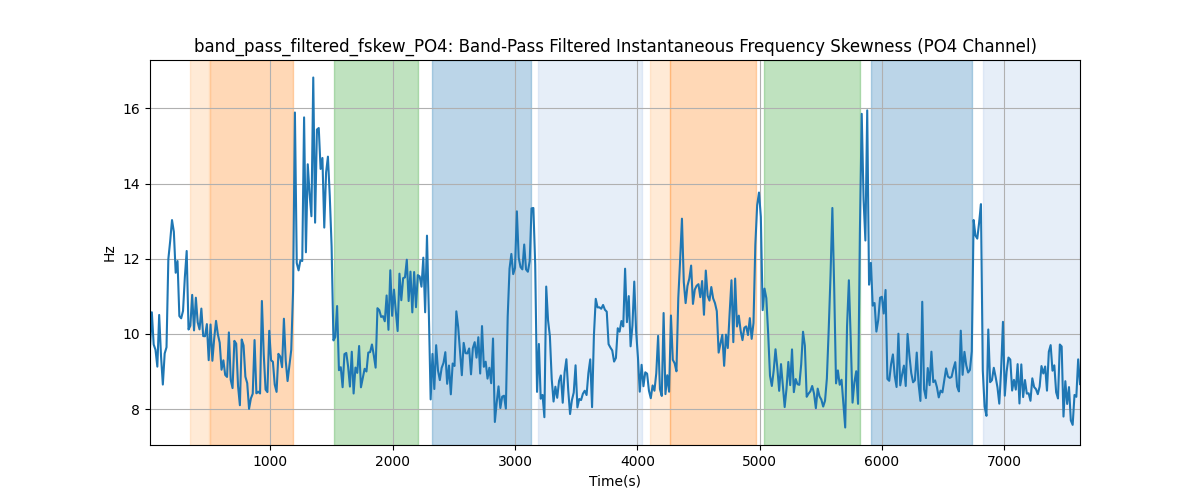 band_pass_filtered_fskew_PO4: Band-Pass Filtered Instantaneous Frequency Skewness (PO4 Channel)
Hz
16
14
12
10
8
1000 2000 3000 4000 5000 6000 7000
Time(s)